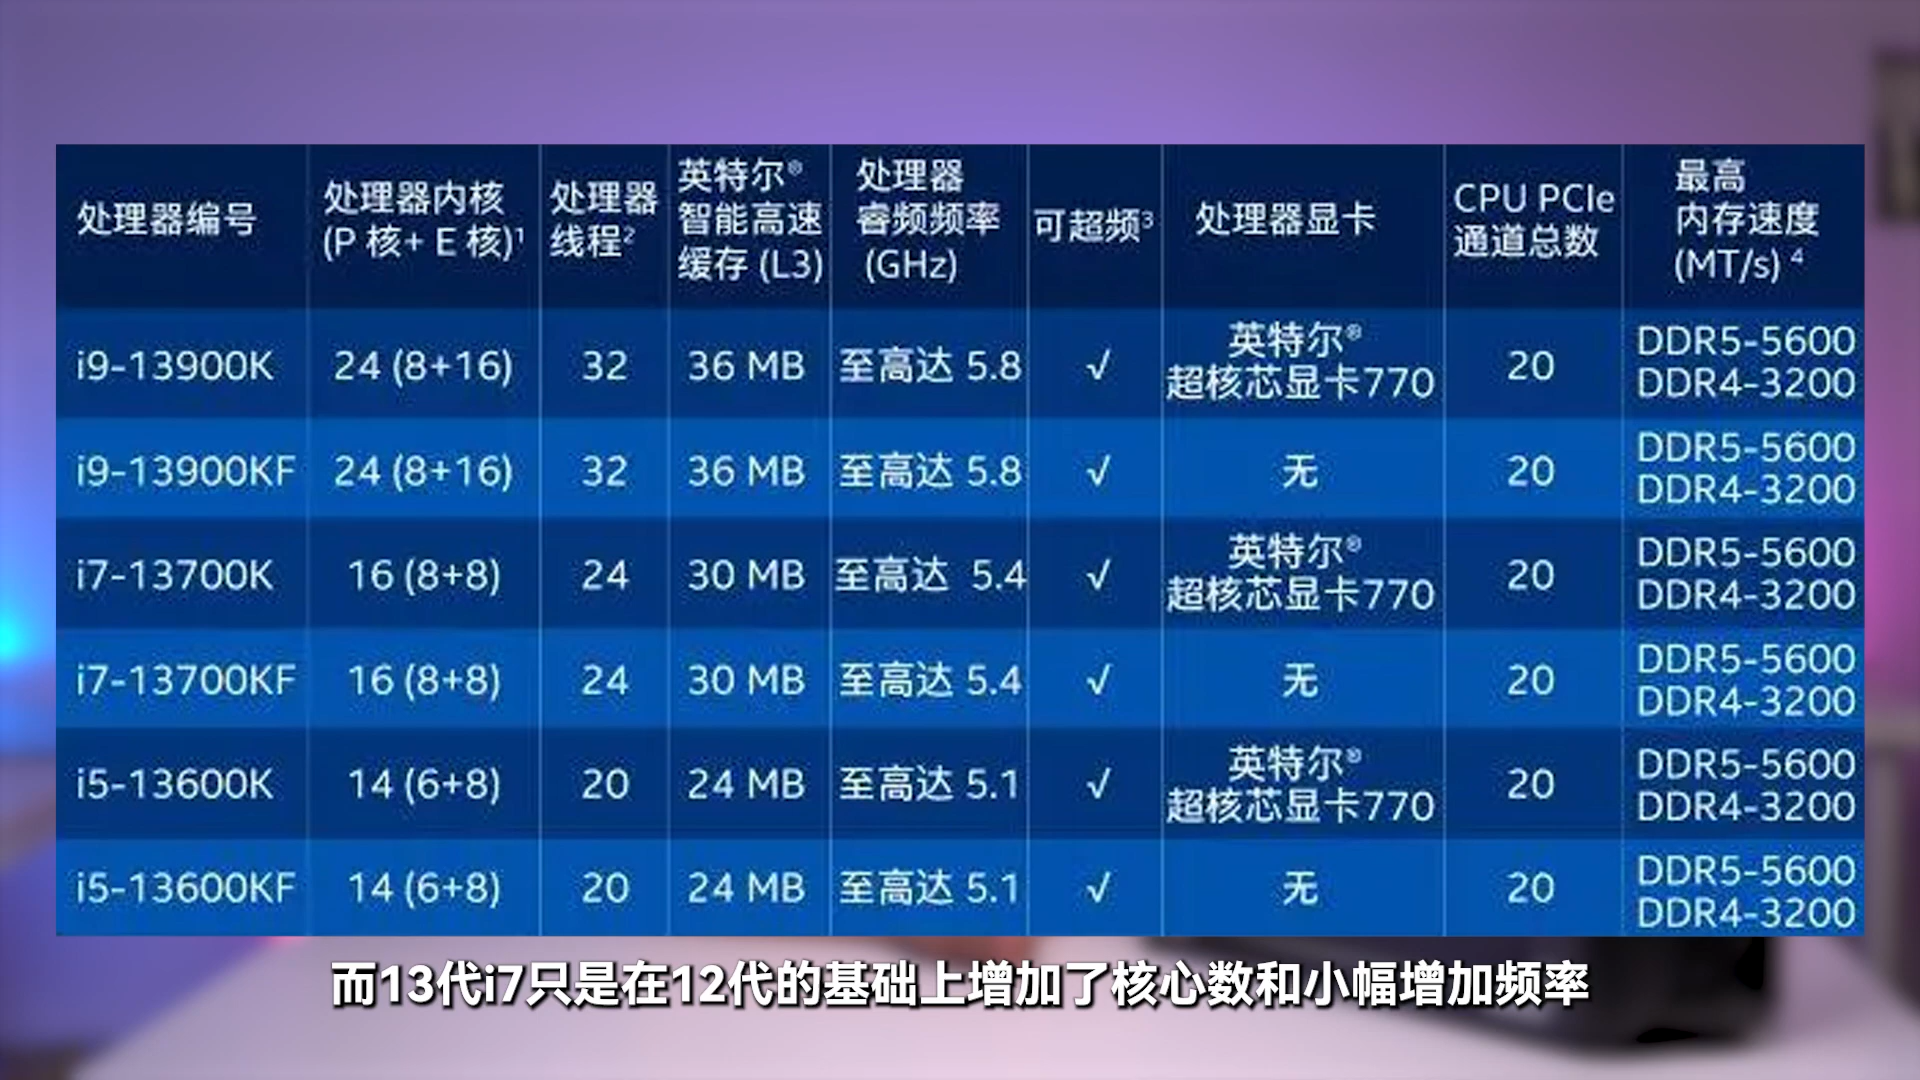 处理器编号
处理器内核
(P 核+ E 核)¹
处理器
线程²
英特尔®
智能高速
缓存 (L3)
处理器
睿频频率
(GHz)
可超频³
处理器显卡
CPU PCIe
通道总数
最高
内存速度
(MT/s) ⁴
i9-13900K
24 (8+16)
32
36 MB
至高达 5.8
√
英特尔®
超核芯显卡770
20
DDR5-5600
DDR4-3200
i9-13900KF
24 (8+16)
32
36 MB
至高达 5.8
√
无
20
DDR5-5600
DDR4-3200
i7-13700K
16 (8+8)
24
30 MB
至高达 5.4
√
英特尔®
超核芯显卡770
20
DDR5-5600
DDR4-3200
i7-13700KF
16 (8+8)
24
30 MB
至高达 5.4
√
无
20
DDR5-5600
DDR4-3200
i5-13600K
14 (6+8)
20
24 MB
至高达 5.1
√
英特尔®
超核芯显卡770
20
DDR5-5600
DDR4-3200
i5-13600KF
14 (6+8)
20
24 MB
至高达 5.1
√
无
20
DDR5-5600
DDR4-3200
而13代i7只是在12代的基础上增加了核心数和小幅增加频率